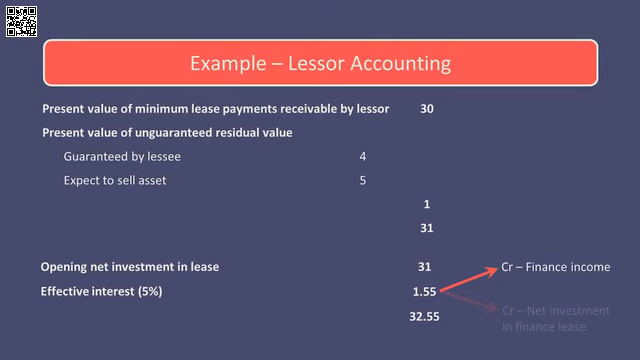 Example – Lessor Accounting
Present value of minimum lease payments receivable by lessor 30
Present value of unguaranteed residual value
Guaranteed by lessee 4
Expect to sell asset 5
1
31
Opening net investment in lease 31 Cr – Finance income
Effective interest (5%) 1.55
32.55 Cr – Net investment
in finance lease